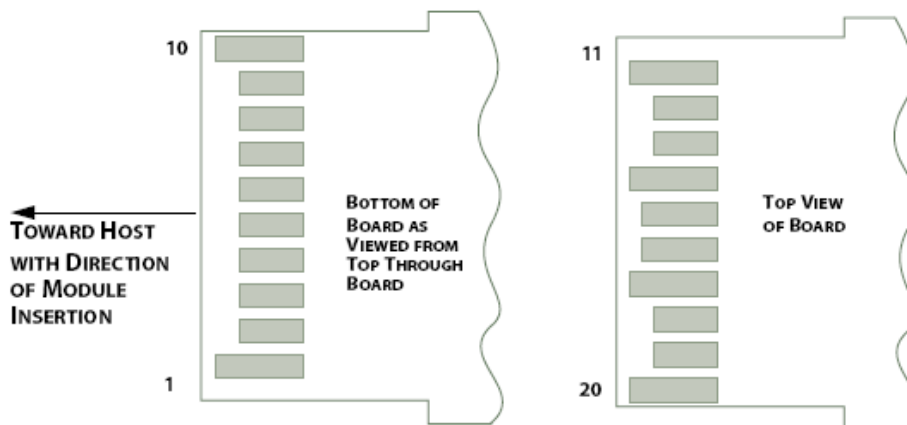 10
1
TOWARD HOST
WITH DIRECTION
OF MODULE
INSERTION
BOTTOM OF
BOARD AS
VIEWED FROM
TOP THROUGH
BOARD
11
20
TOP VIEW
OF BOARD